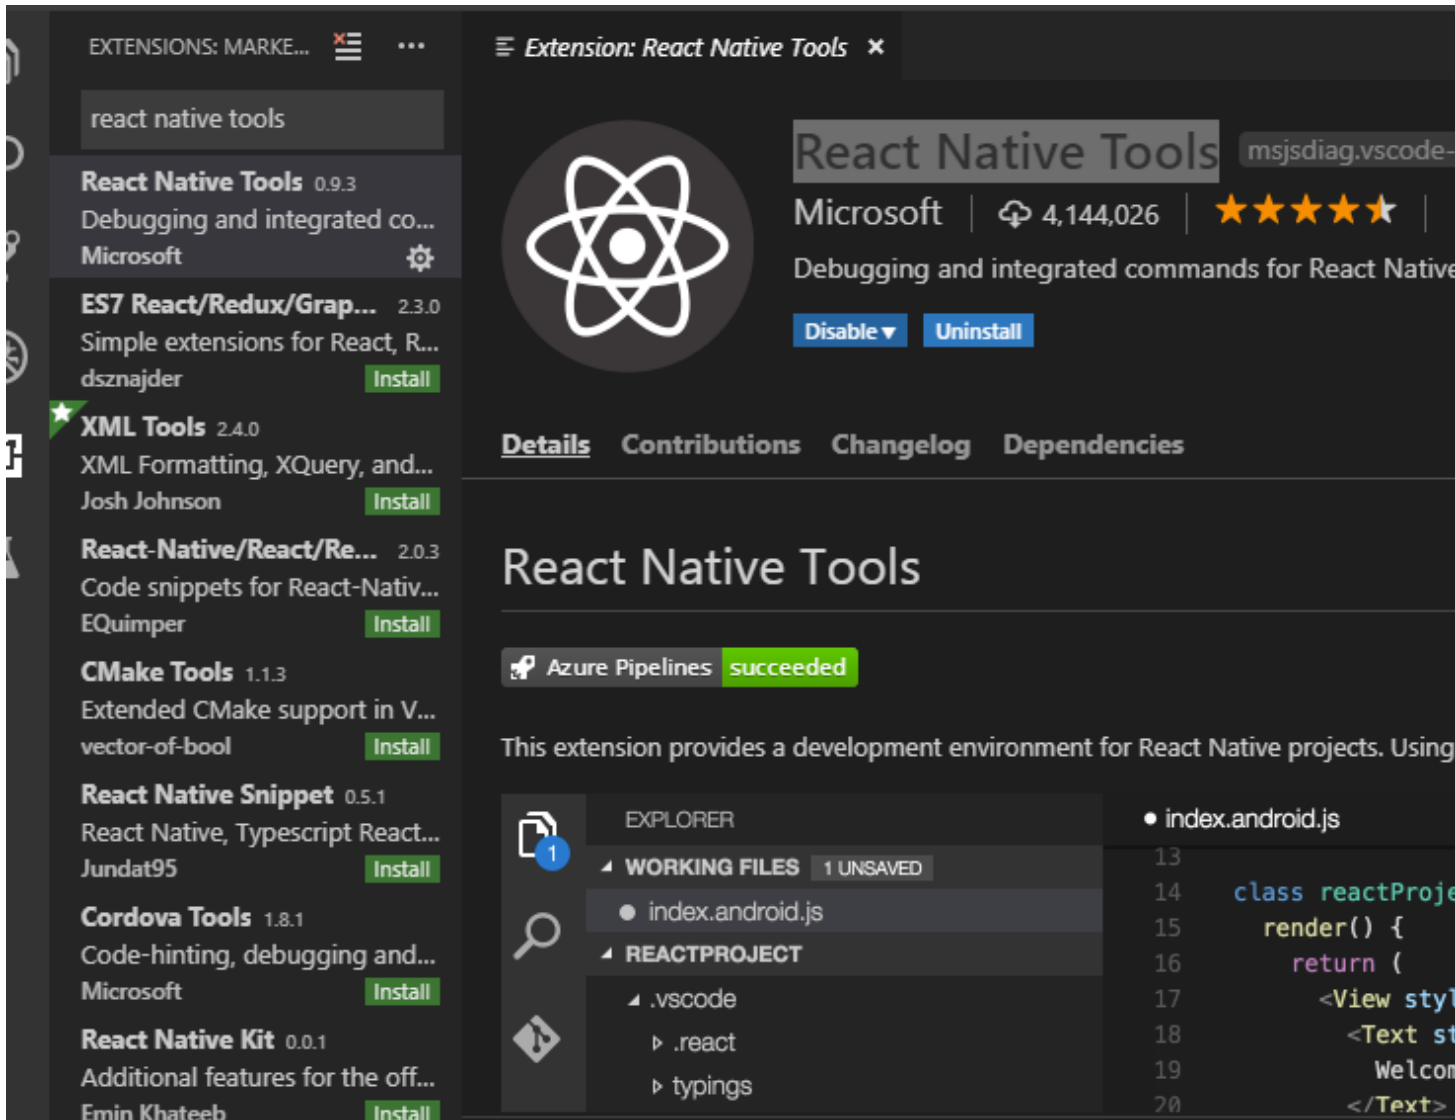 EXTENSIONS: MARKE...
react native tools
React Native Tools 0.9.3
Debugging and integrated co...
Microsoft
ES7 React/Redux/Grap... 2.3.0
Simple extensions for React, R...
dsznajder Install
XML Tools 2.4.0
XML Formatting, XQuery, and...
Josh Johnson Install
React-Native/React/Re... 2.0.3
Code snippets for React-Nativ...
EQuimper Install
CMake Tools 1.1.3
Extended CMake support in V...
vector-of-bool Install
React Native Snippet 0.5.1
React Native, Typescript React...
Jundat95 Install
Cordova Tools 1.8.1
Code-hinting, debugging and...
Microsoft Install
React Native Kit 0.0.1
Additional features for the off...
Emin Khateeb Install
Extension: React Native Tools
React Native Tools msjsdiag.vscode-
Microsoft 4,144,026
Debugging and integrated commands for React Native
Disable Uninstall
Details Contributions Changelog Dependencies
React Native Tools
Azure Pipelines succeeded
This extension provides a development environment for React Native projects. Using
EXPLORER
1
WORKING FILES 1 UNSAVED
index.android.js
REACTPROJECT
.vscode
.react
typings
index.android.js
13
14 class reactProje
15 render() {
16 return (
17 <View styl
18 <Text st
19 Welcom
20 </Text>